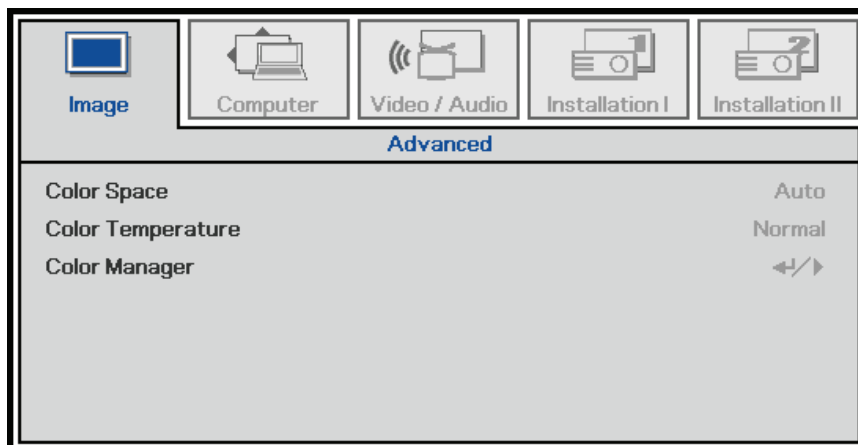 Image
Computer
Video / Audio
Installation I
Installation II
Advanced
Color Space Auto
Color Temperature Normal
Color Manager